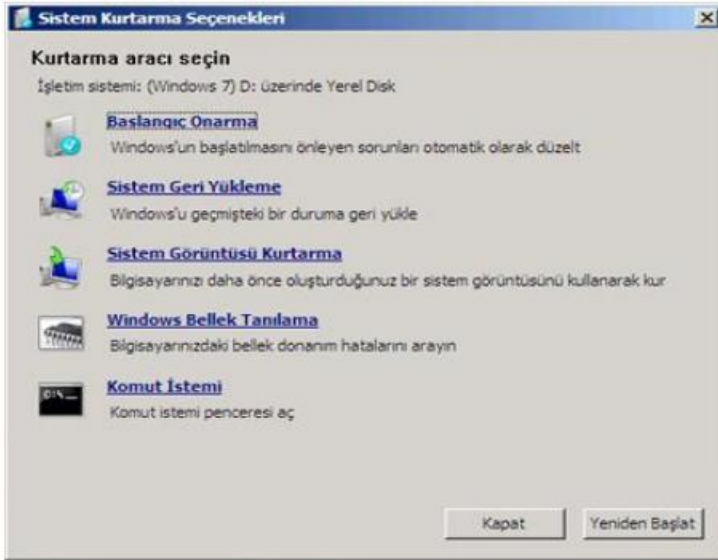 Sistem Kurtarma Seçenekleri
Kurtarma aracı seçin
İşletim sistemi: (Windows 7) D: üzerinde Yerel Disk
Başlangıç Onarma
Windows'un başlatılmasını önleyen sorunları otomatik olarak düzelt
Sistem Geri Yükleme
Windows'u geçmişteki bir duruma geri yükle
Sistem Görüntüsü Kurtarma
Bilgisayarınızı daha önce oluşturduğunuz bir sistem görüntüsünü kullanarak kur
Windows Bellek Tanılama
Bilgisayarınızdaki bellek donanım hatalarını arayın
C:\_
Komut İstemi
Komut istemi penceresi aç
Kapat
Yeniden Başlat